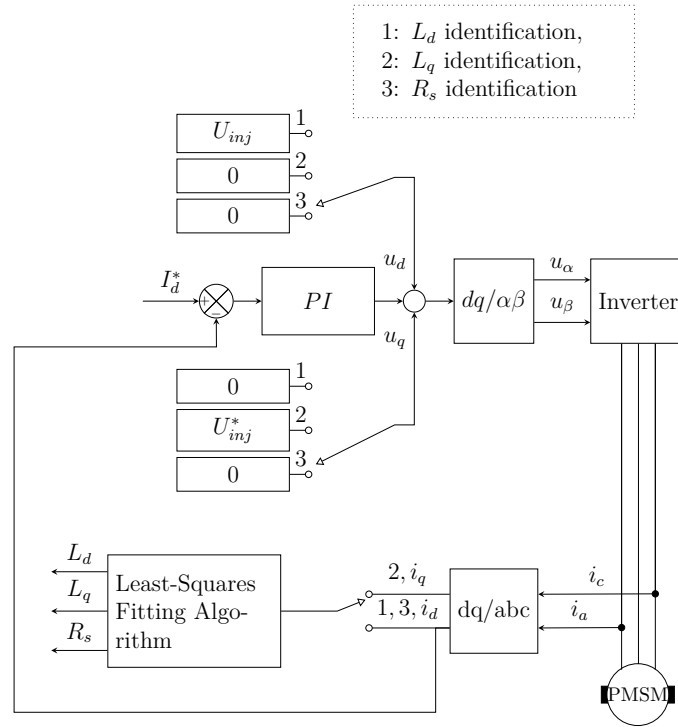 1: L_d identification,
2: L_q identification,
3: R_s identification
U_inj 1
0 2
0 3
I_d^*
+
−
PI
u_d
u_q
dq/αβ
u_α
u_β
Inverter
0 1
U_inj^* 2
0 3
L_d
L_q
R_s
Least-Squares
Fitting Algo-
rithm
2, i_q
1, 3, i_d
dq/abc
i_c
i_a
PMSM